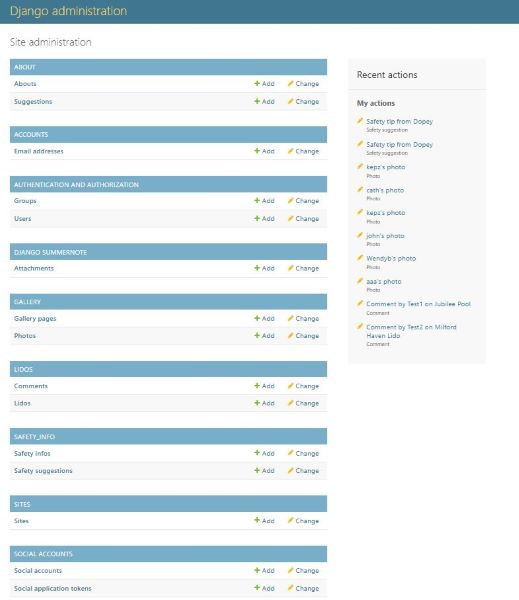 Django administration
Site administration
ABOUT
Abouts + Add Change
Suggestions + Add Change
ACCOUNTS
Email addresses + Add Change
AUTHENTICATION AND AUTHORIZATION
Groups + Add Change
Users + Add Change
DJANGO SUMMERNOTE
Attachments + Add Change
GALLERY
Gallery pages + Add Change
Photos + Add Change
LIDOS
Comments + Add Change
Lidos + Add Change
SAFETY_INFO
Safety infos + Add Change
Safety suggestions + Add Change
SITES
Sites + Add Change
SOCIAL ACCOUNTS
Social accounts + Add Change
Social application tokens + Add Change
Recent actions
My actions
Safety tip from Dopey
Safety suggestion
Safety tip from Dopey
Safety suggestion
kepz's photo
Photo
cath's photo
Photo
kepz's photo
Photo
john's photo
Photo
Wendyb's photo
Photo
aaa's photo
Photo
Comment by Test1 on Jubilee Pool
Comment
Comment by Test2 on Milford
Haven Lido
Comment